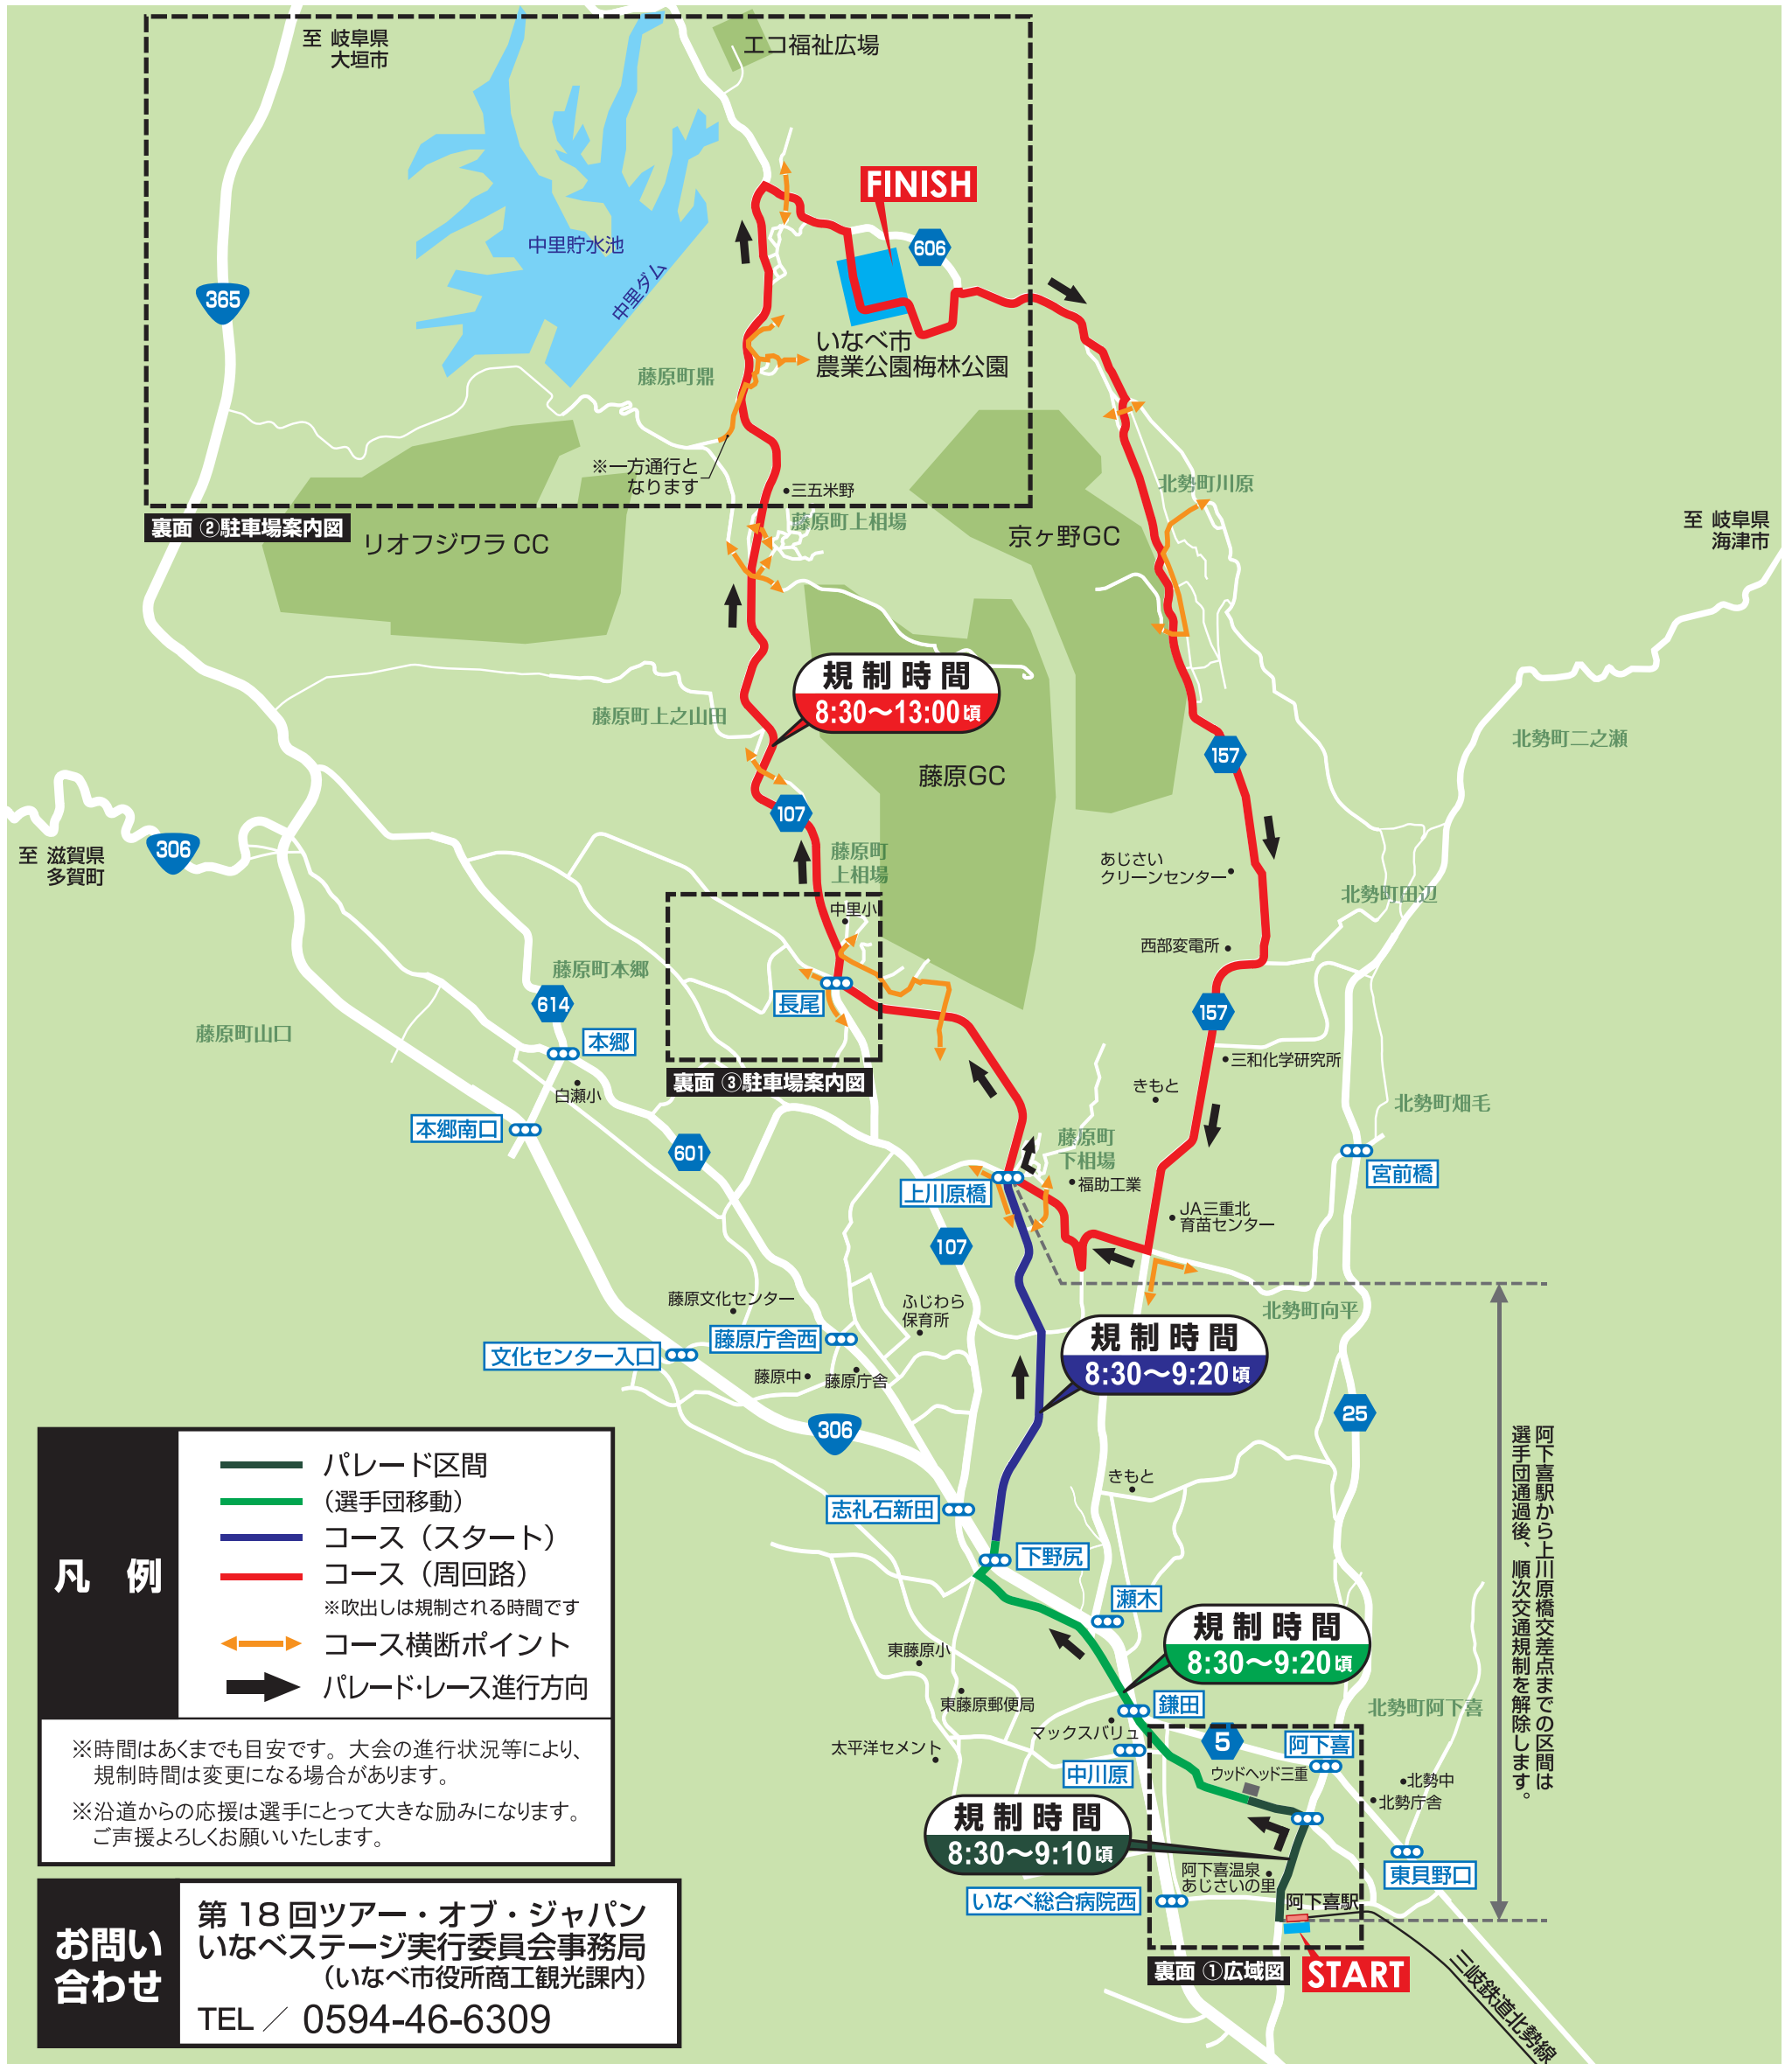 至 岐阜県
大垣市
エコ福祉広場
FINISH
606
中里貯水池
中里ダム
365
いなべ市
農業公園梅林公園
藤原町鼎
※一方通行と
なります
三五米野
裏面 ②駐車場案内図
リオフジワラ CC
藤原町上相場
京ヶ野GC
北勢町川原
至 岐阜県
海津市
規制時間
8:30〜13:00頃
藤原町上之山田
北勢町二之瀬
157
藤原GC
107
306
至 滋賀県
多賀町
藤原町
上相場
あじさい
クリーンセンター
北勢町田辺
中里小
西部変電所
藤原町本郷
614
長尾
157
藤原町山口
本郷
三和化学研究所
裏面 ③駐車場案内図
白瀬小
きもと
北勢町畑毛
本郷南口
601
藤原町
下相場
宮前橋
上川原橋
福助工業
JA三重北
育苗センター
107
藤原文化センター
ふじわら
保育所
北勢町向平
藤原庁舎西
規制時間
8:30〜9:20頃
文化センター入口
藤原中
藤原庁舎
25
306
阿下喜駅から上川原橋交差点までの区間は
選手団通過後、順次交通規制を解除します。
きもと
志礼石新田
下野尻
瀬木
規制時間
8:30〜9:20頃
東藤原小
東藤原郵便局
鎌田
北勢町阿下喜
マックスバリュ
5
阿下喜
太平洋セメント
中川原
ウッドヘッド三重
北勢中
北勢庁舎
規制時間
8:30〜9:10頃
阿下喜温泉
あじさいの里
東貝野口
いなべ総合病院西
阿下喜駅
裏面 ①広域図
START
三岐鉄道北勢線
凡 例
パレード区間
(選手団移動)
コース(スタート)
コース(周回路)
※吹出しは規制される時間です
コース横断ポイント
パレード・レース進行方向
※時間はあくまでも目安です。大会の進行状況等により、
規制時間は変更になる場合があります。
※沿道からの応援は選手にとって大きな励みになります。
ご声援よろしくお願いいたします。
お問い
合わせ
第18回ツアー・オブ・ジャパン
いなべステージ実行委員会事務局
(いなべ市役所商工観光課内)
TEL／ 0594-46-6309